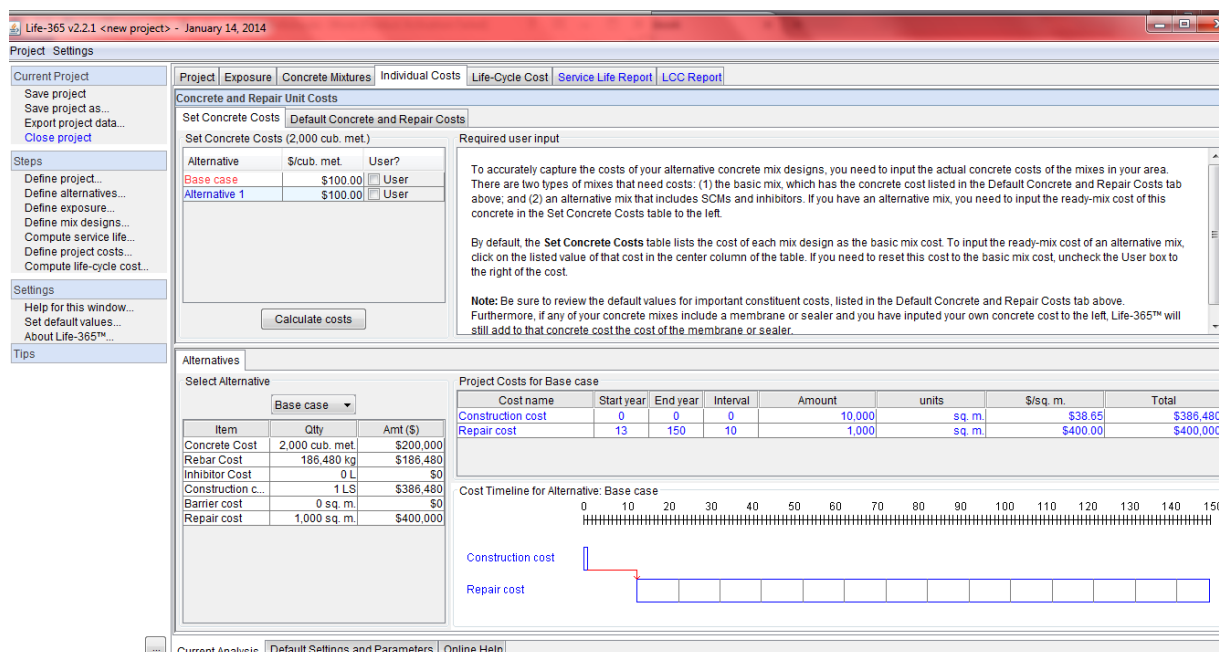 Life-365 v2.2.1 <new project> - January 14, 2014
Project Settings
Current Project
Save project
Save project as...
Export project data...
Close project
Steps
Define project...
Define alternatives...
Define exposure...
Define mix designs...
Compute service life...
Define project costs...
Compute life-cycle cost...
Settings
Help for this window...
Set default values...
About Life-365™...
Tips
Project Exposure Concrete Mixtures Individual Costs Life-Cycle Cost Service Life Report LCC Report
Concrete and Repair Unit Costs
Set Concrete Costs Default Concrete and Repair Costs
Set Concrete Costs (2,000 cub. met.)
Alternative $/cub. met. User?
Base case $100.00 User
Alternative 1 $100.00 User
Calculate costs
Required user input
To accurately capture the costs of your alternative concrete mix designs, you need to input the actual concrete costs of the mixes in your area.
There are two types of mixes that need costs: (1) the basic mix, which has the concrete cost listed in the Default Concrete and Repair Costs tab
above; and (2) an alternative mix that includes SCMs and inhibitors. If you have an alternative mix, you need to input the ready-mix cost of this
concrete in the Set Concrete Costs table to the left.
By default, the Set Concrete Costs table lists the cost of each mix design as the basic mix cost. To input the ready-mix cost of an alternative mix,
click on the listed value of that cost in the center column of the table. If you need to reset this cost to the basic mix cost, uncheck the User box to
the right of the cost.
Note: Be sure to review the default values for important constituent costs, listed in the Default Concrete and Repair Costs tab above.
Furthermore, if any of your concrete mixes include a membrane or sealer and you have inputed your own concrete cost to the left, Life-365™ will
still add to that concrete cost the cost of the membrane or sealer.
Alternatives
Select Alternative
Base case
Item Qtty Amt ($)
Concrete Cost 2,000 cub. met. $200,000
Rebar Cost 186,480 kg $186,480
Inhibitor Cost 0 L $0
Construction c... 1 LS $386,480
Barrier cost 0 sq. m. $0
Repair cost 1,000 sq. m. $400,000
Project Costs for Base case
Cost name Start year End year Interval Amount units $/sq. m. Total
Construction cost 0 0 0 10,000 sq. m. $38.65 $386,480
Repair cost 13 150 10 1,000 sq. m. $400.00 $400,000
Cost Timeline for Alternative: Base case
0 10 20 30 40 50 60 70 80 90 100 110 120 130 140 150
Construction cost
Repair cost
... Current Analysis Default Settings and Parameters Online Help